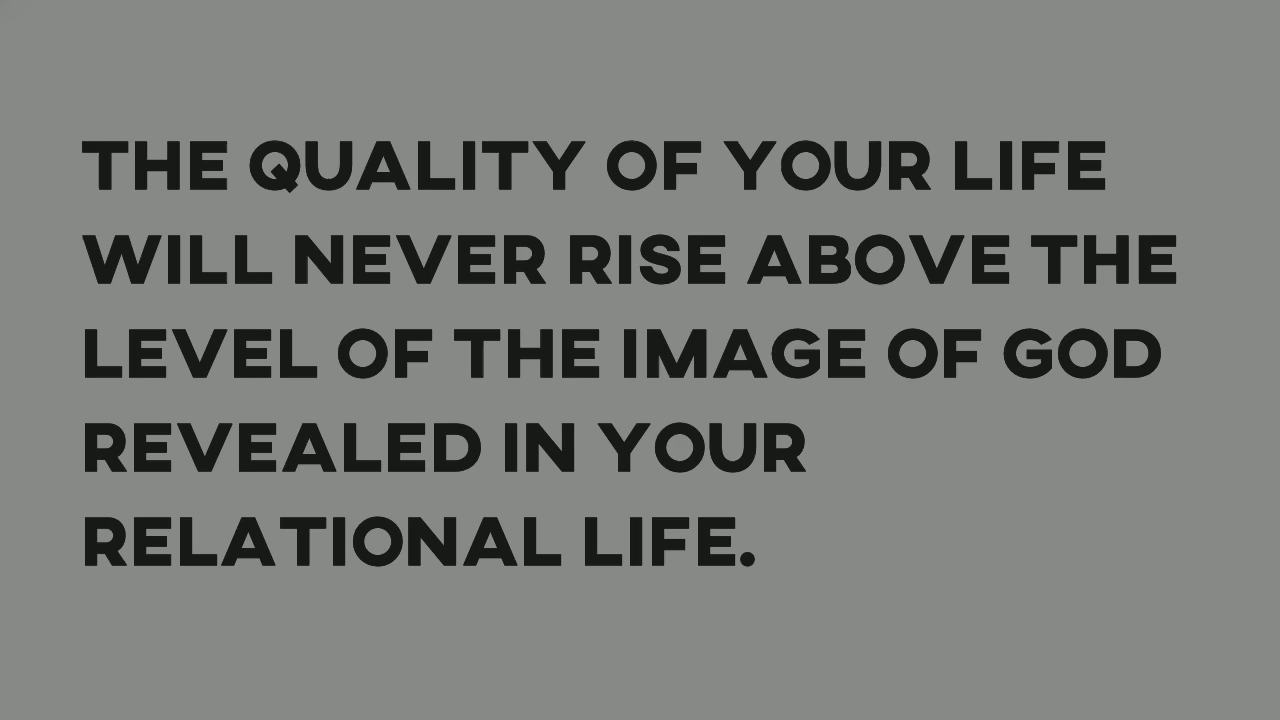 THE QUALITY OF YOUR LIFE
WILL NEVER RISE ABOVE THE
LEVEL OF THE IMAGE OF GOD
REVEALED IN YOUR
RELATIONAL LIFE.